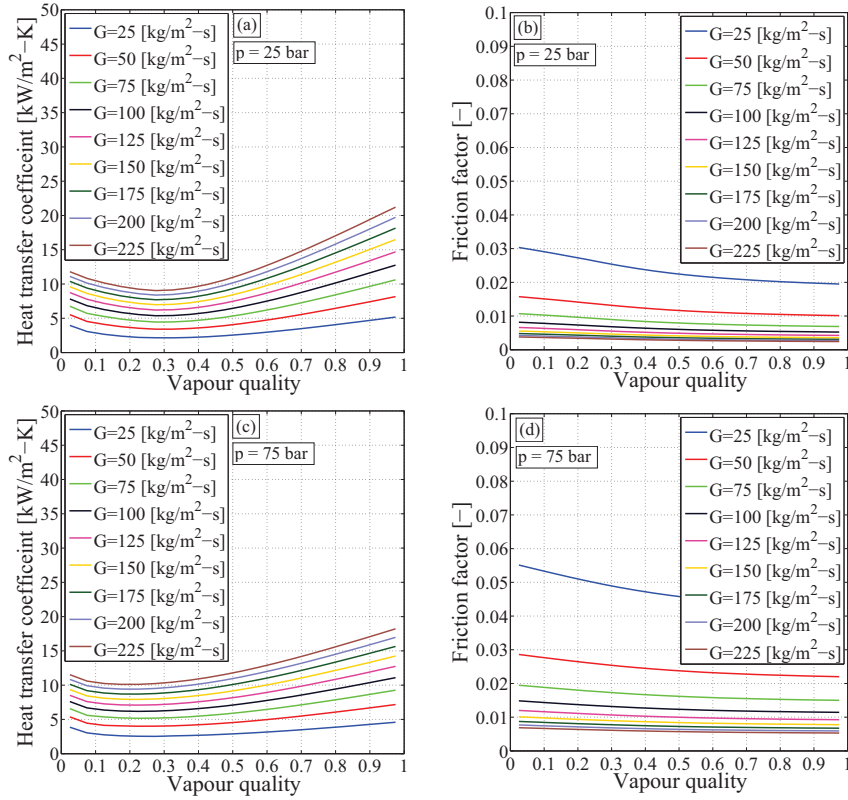 50
45
40
35
30
25
20
15
10
5
0
Heat transfer coefficeint [kW/m²−K]
G=25 [kg/m²−s]
G=50 [kg/m²−s]
G=75 [kg/m²−s]
G=100 [kg/m²−s]
G=125 [kg/m²−s]
G=150 [kg/m²−s]
G=175 [kg/m²−s]
G=200 [kg/m²−s]
G=225 [kg/m²−s]
(a)
p = 25 bar
0 0.1 0.2 0.3 0.4 0.5 0.6 0.7 0.8 0.9 1
Vapour quality
0.1
0.09
0.08
0.07
0.06
0.05
0.04
0.03
0.02
0.01
0
Friction factor [−]
(b)
p = 25 bar
G=25 [kg/m²−s]
G=50 [kg/m²−s]
G=75 [kg/m²−s]
G=100 [kg/m²−s]
G=125 [kg/m²−s]
G=150 [kg/m²−s]
G=175 [kg/m²−s]
G=200 [kg/m²−s]
G=225 [kg/m²−s]
0 0.1 0.2 0.3 0.4 0.5 0.6 0.7 0.8 0.9 1
Vapour quality
50
45
40
35
30
25
20
15
10
5
0
Heat transfer coefficeint [kW/m²−K]
G=25 [kg/m²−s]
G=50 [kg/m²−s]
G=75 [kg/m²−s]
G=100 [kg/m²−s]
G=125 [kg/m²−s]
G=150 [kg/m²−s]
G=175 [kg/m²−s]
G=200 [kg/m²−s]
G=225 [kg/m²−s]
(c)
p = 75 bar
0 0.1 0.2 0.3 0.4 0.5 0.6 0.7 0.8 0.9 1
Vapour quality
0.1
0.09
0.08
0.07
0.06
0.05
0.04
0.03
0.02
0.01
0
Friction factor [−]
(d)
p = 75 bar
G=25 [kg/m²−s]
G=50 [kg/m²−s]
G=75 [kg/m²−s]
G=100 [kg/m²−s]
G=125 [kg/m²−s]
G=150 [kg/m²−s]
G=175 [kg/m²−s]
G=200 [kg/m²−s]
G=225 [kg/m²−s]
0 0.1 0.2 0.3 0.4 0.5 0.6 0.7 0.8 0.9 1
Vapour quality